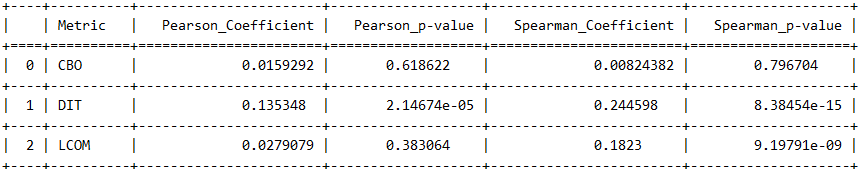 Metric Pearson_Coefficient Pearson_p-value Spearman_Coefficient Spearman_p-value
0 CBO 0.0159292 0.618622 0.00824382 0.796704
1 DIT 0.135348 2.14674e-05 0.244598 8.38454e-15
2 LCOM 0.0279079 0.383064 0.1823 9.19791e-09